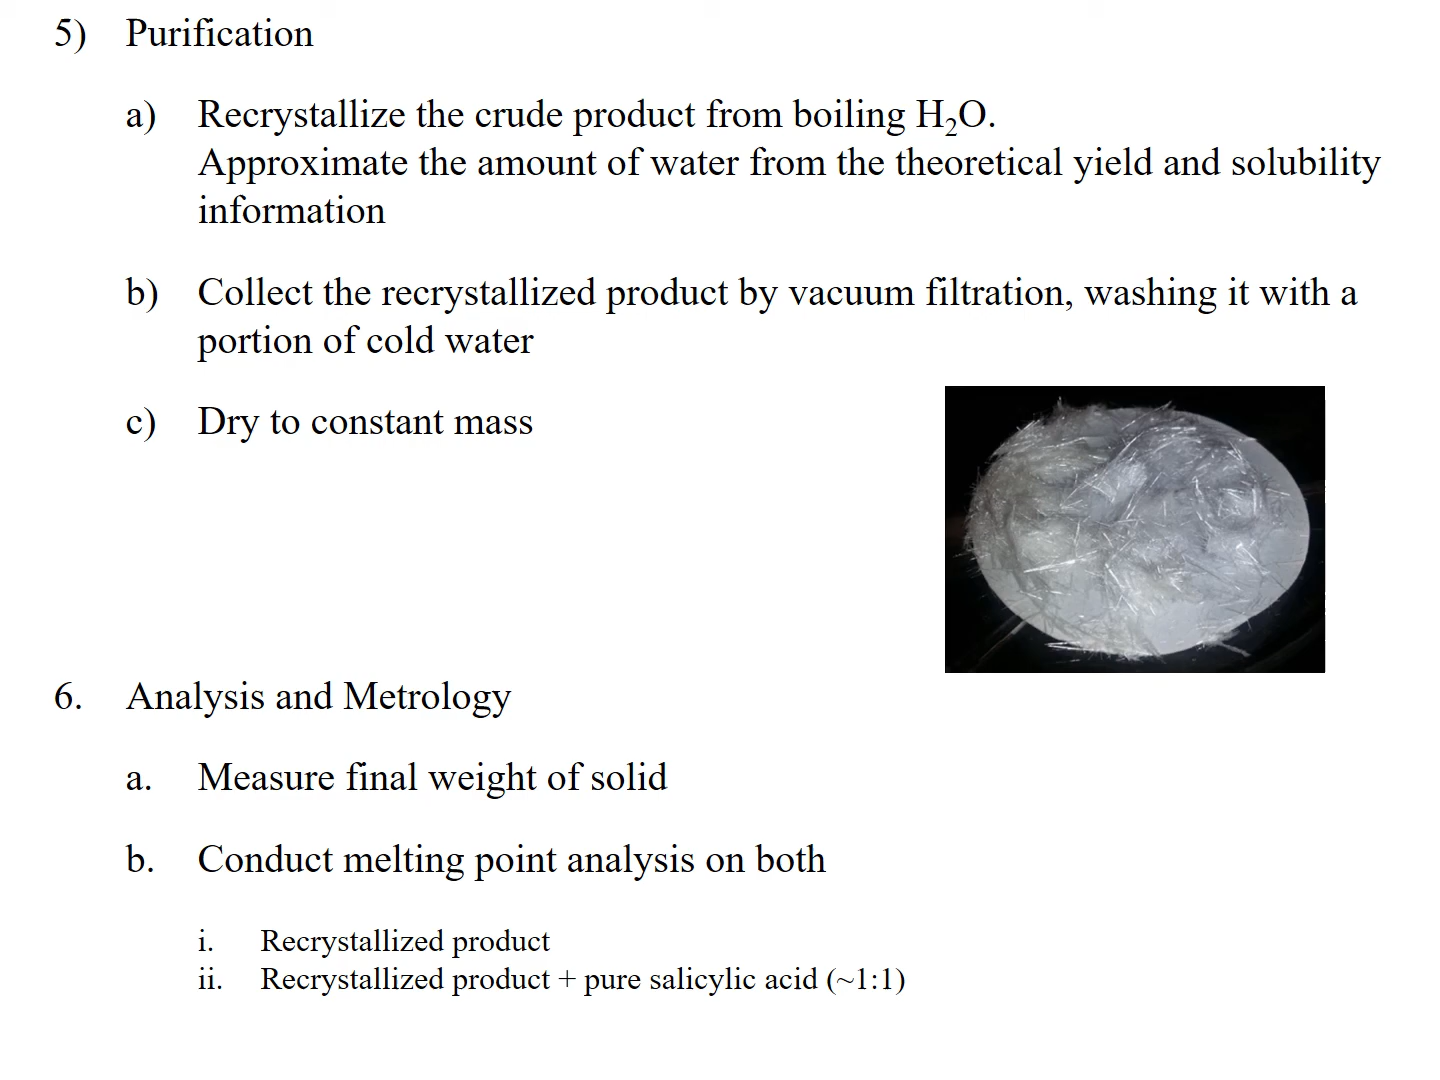 5) Purification
a) Recrystallize the crude product from boiling H₂O.
Approximate the amount of water from the theoretical yield and solubility
information
b) Collect the recrystallized product by vacuum filtration, washing it with a
portion of cold water
c) Dry to constant mass
6. Analysis and Metrology
a. Measure final weight of solid
b. Conduct melting point analysis on both
i. Recrystallized product
ii. Recrystallized product + pure salicylic acid (~1:1)